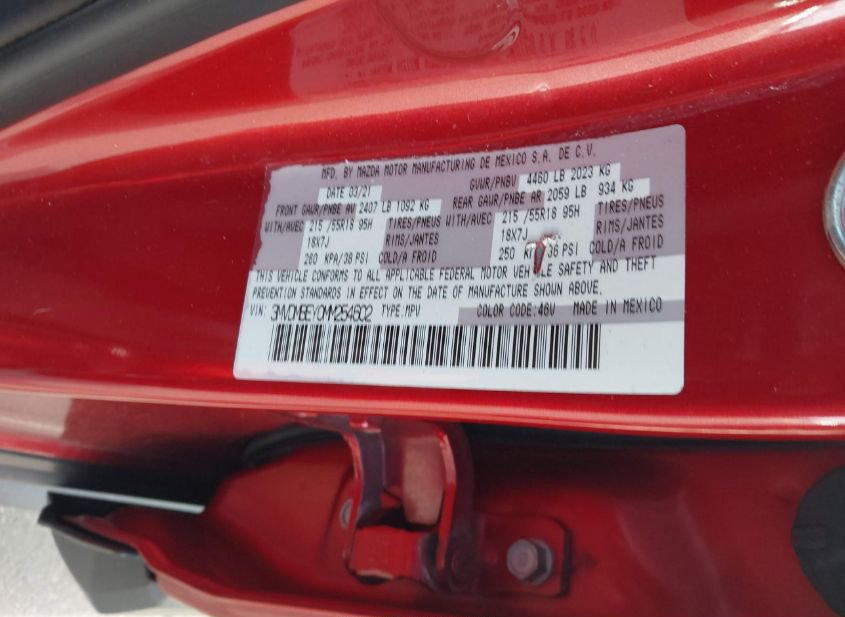 MFD. BY MAZDA MOTOR MANUFACTURING DE MEXICO S.A. DE C.V.
DATE 03/21 GVWR/PNBV 4460 LB 2023 KG
FRONT GAWR/PNBE AV 2407 LB 1092 KG REAR GAWR/PNBE AR 2059 LB 934 KG
WITH/AVEC 215 /55R18 95H TIRES/PNEUS WITH/AVEC 215 /55R18 95H TIRES/PNEUS
18X7J RIMS/JANTES 18X7J RIMS/JANTES
260 KPA/38 PSI COLD/A FROID 250 PSI COLD/A FROID
THIS VEHICLE CONFORMS TO ALL APPLICABLE FEDERAL MOTOR VEHICLE SAFETY AND THEFT
PREVENTION STANDARDS IN EFFECT ON THE DATE OF MANUFACTURE SHOWN ABOVE.
VIN: 3MVDMBEY0MM254602 TYPE:MPV COLOR CODE:46V MADE IN MEXICO